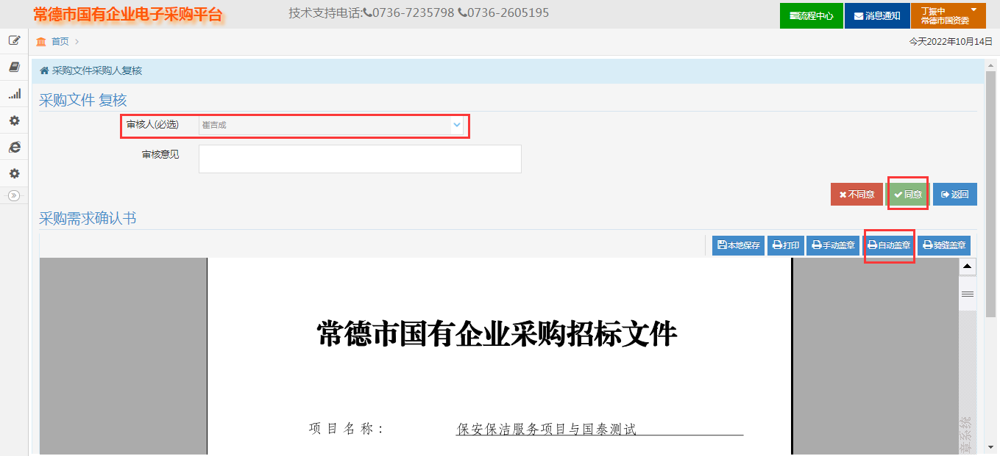 常德市国有企业电子采购平台
技术支持电话:0736-7235798 0736-2605195
流程中心
消息通知
丁振中
常德市国资委
首页
今天2022年10月14日
采购文件采购人复核
采购文件 复核
审核人(必选) 崔吉成
审核意见
不同意 同意 返回
采购需求确认书
本地保存 打印 手动盖章 自动盖章 骑缝盖章
常德市国有企业采购招标文件
项目名称： 保安保洁服务项目与国泰测试
章系统